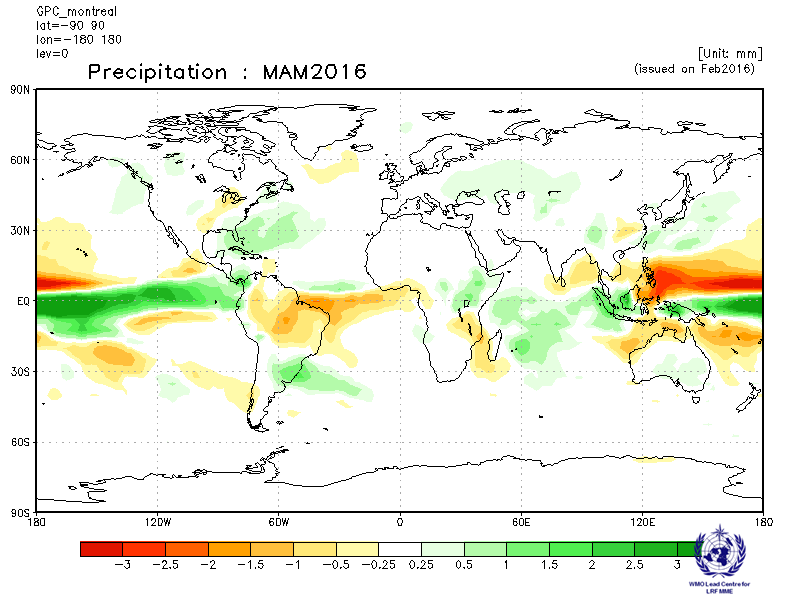 GPC_montreal
lat=-90 90
lon=-180 180
lev=0
[Unit: mm]
Precipitation : MAM2016
(issued on Feb2016)
90N
60N
30N
EQ
30S
60S
90S
180 120W 60W 0 60E 120E 180
-3 -2.5 -2 -1.5 -1 -0.5 -0.25 0.25 0.5 1 1.5 2 2.5 3
WMO Lead Centre for
LRF MME